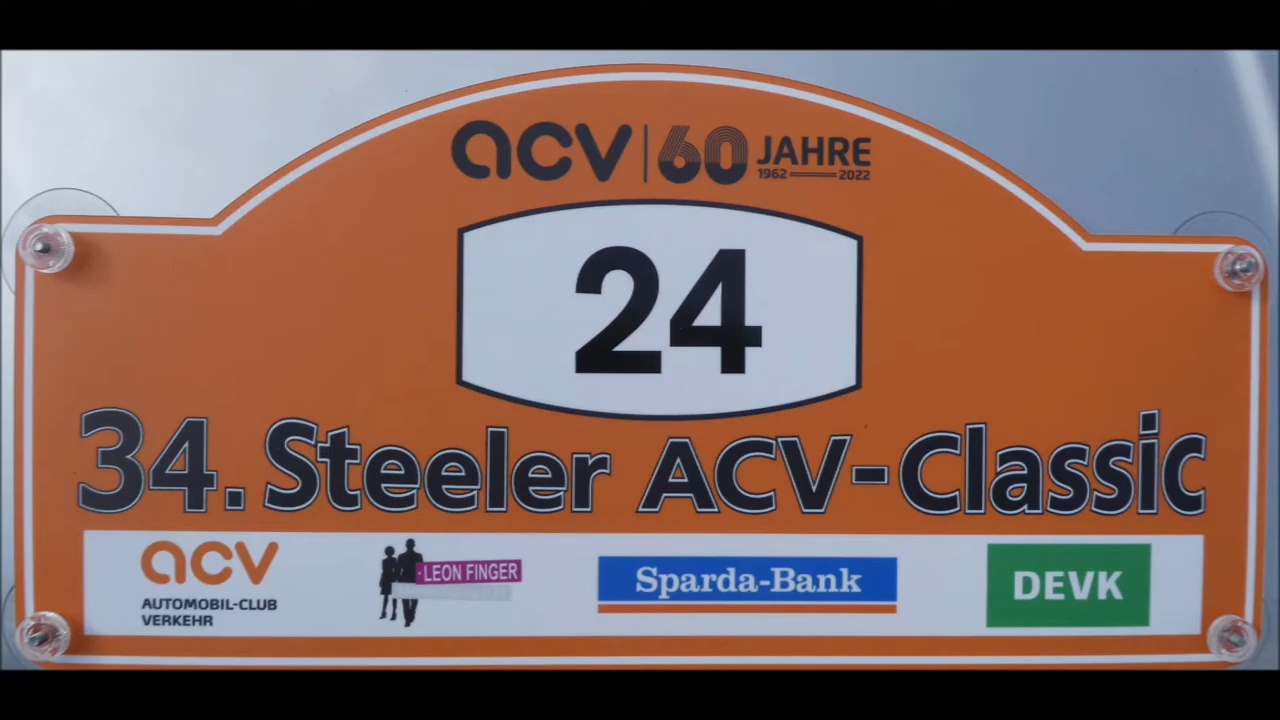 acv | 60 JAHRE
1962 2022
24
34. Steeler ACV-Classic
acv
AUTOMOBIL-CLUB
VERKEHR
LEON FINGER
Sparda-Bank
DEVK